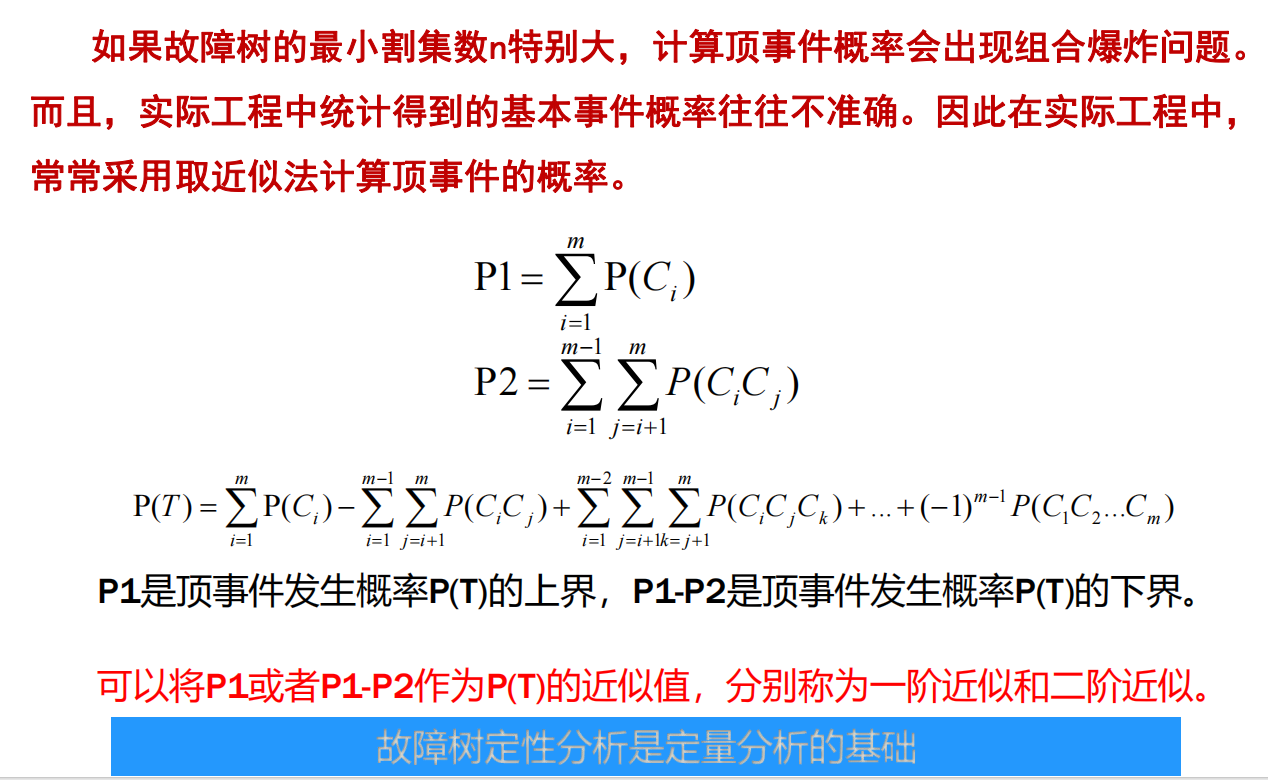 如果故障树的最小割集数n特别大，计算顶事件概率会出现组合爆炸问题。
而且，实际工程中统计得到的基本事件概率往往不准确。因此在实际工程中，
常常采用取近似法计算顶事件的概率。
P1 = \sum_{i=1}^{m} P(C_i)
P2 = \sum_{i=1}^{m-1} \sum_{j=i+1}^{m} P(C_i C_j)
P(T) = \sum_{i=1}^{m} P(C_i) - \sum_{i=1}^{m-1} \sum_{j=i+1}^{m} P(C_i C_j) + \sum_{i=1}^{m-2} \sum_{j=i+1}^{m-1} \sum_{k=j+1}^{m} P(C_i C_j C_k) + ... + (-1)^{m-1} P(C_1 C_2 ... C_m)
P1是顶事件发生概率P(T)的上界，P1-P2是顶事件发生概率P(T)的下界。
可以将P1或者P1-P2作为P(T)的近似值，分别称为一阶近似和二阶近似。
故障树定性分析是定量分析的基础